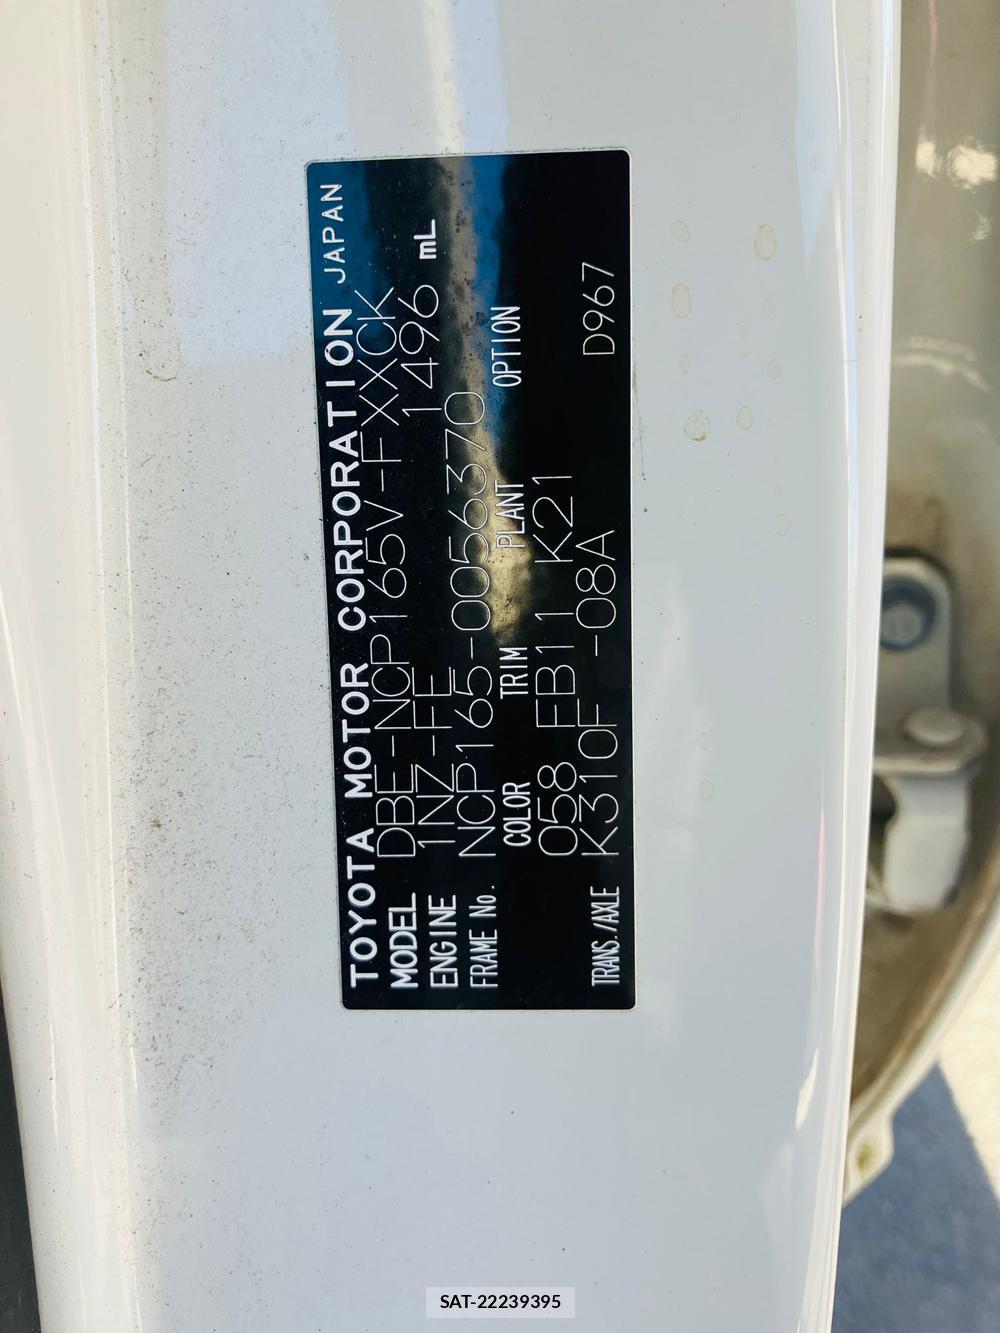 TOYOTA MOTOR CORPORATION JAPAN
MODEL DBE-NCP165V-FXXCK
ENGINE 1NZ-FE 1496 mL
FRAME No. NCP165-0056370
COLOR TRIM PLANT OPTION
058 FB11 K21
TRANS./AXLE K310F -08A D967
SAT-22239395